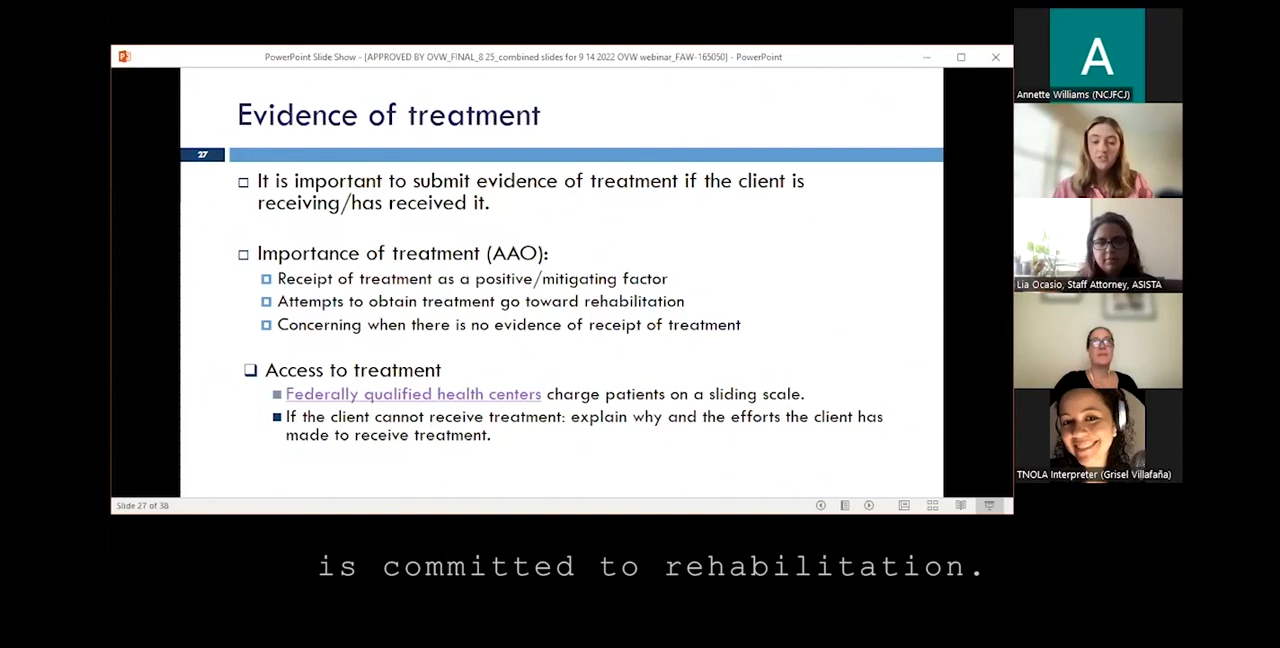 PowerPoint Slide Show - [APPROVED BY OVW_FINAL_8 25_combined slides for 9 14 2022 OVW webinar_FAW-165050] - PowerPoint
Evidence of treatment
27
It is important to submit evidence of treatment if the client is
receiving/has received it.
Importance of treatment (AAO):
Receipt of treatment as a positive/mitigating factor
Attempts to obtain treatment go toward rehabilitation
Concerning when there is no evidence of receipt of treatment
Access to treatment
Federally qualified health centers charge patients on a sliding scale.
If the client cannot receive treatment: explain why and the efforts the client has
made to receive treatment.
Slide 27 of 38
A
Annette Williams (NCJFCJ)
Lia Ocasio, Staff Attorney, ASISTA
TNOLA Interpreter (Grisel Villafaña)
is committed to rehabilitation.